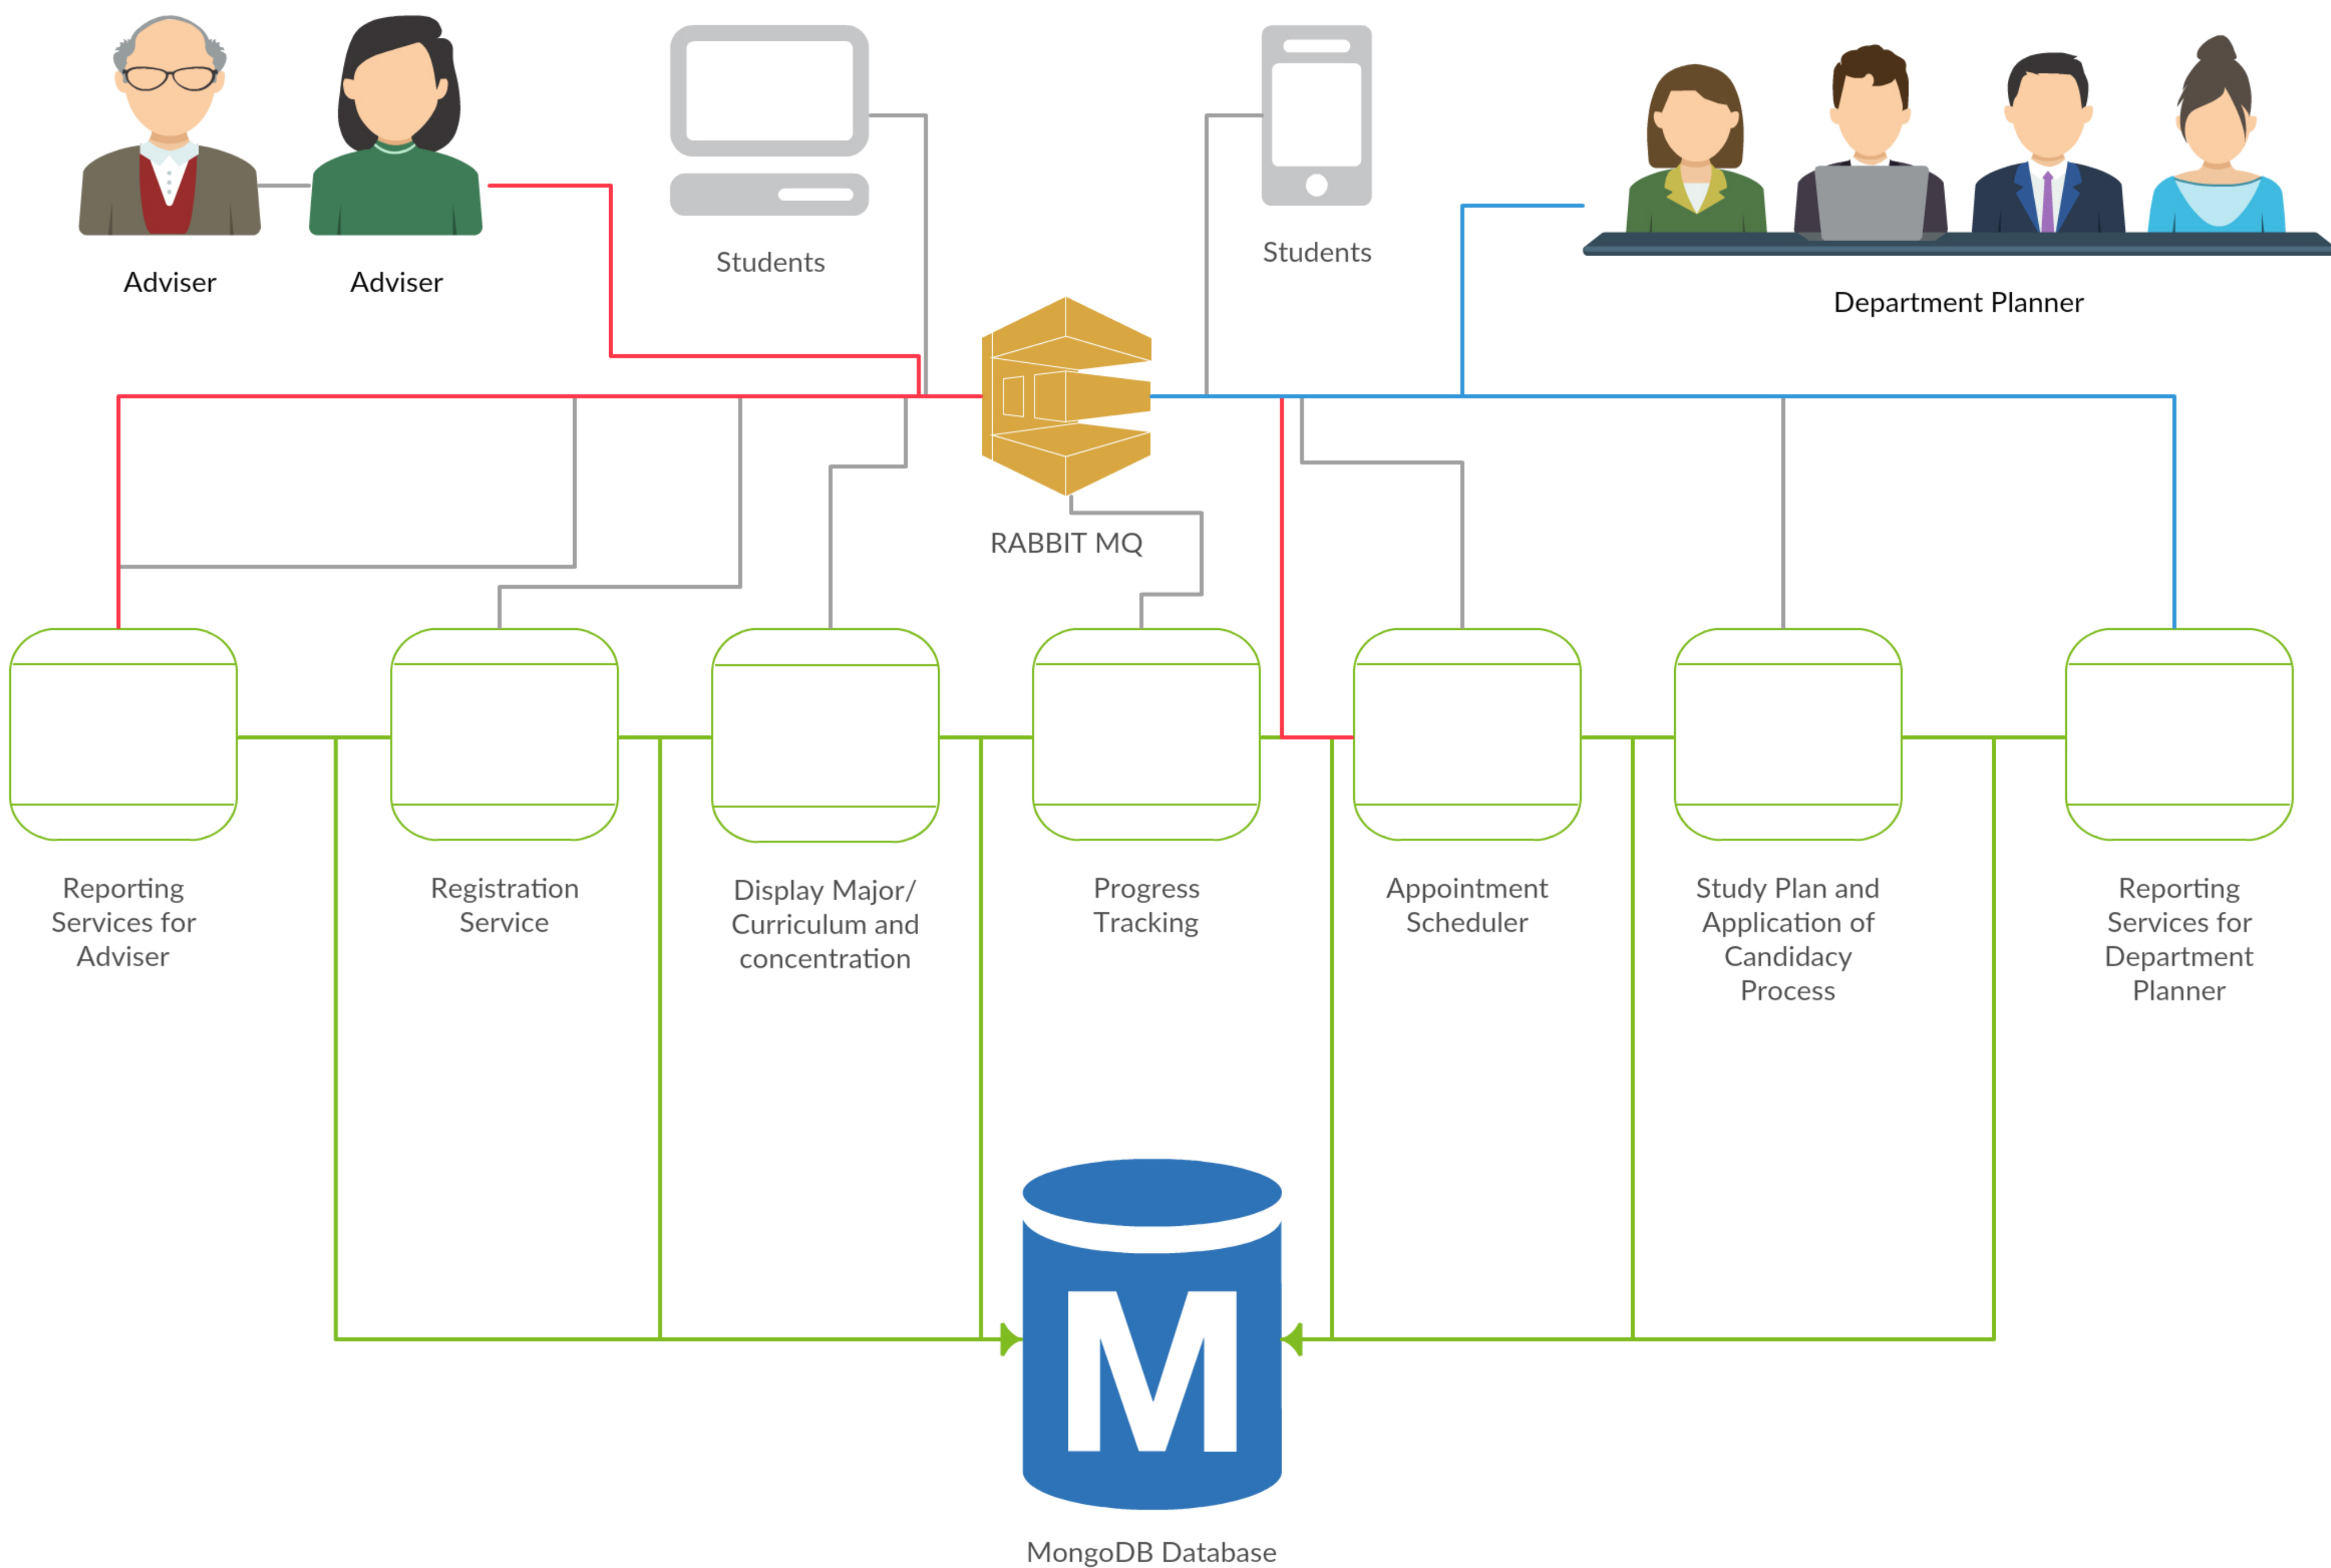 Adviser
Adviser
Students
Students
Department Planner
RABBIT MQ
Reporting
Services for
Adviser
Registration
Service
Display Major/
Curriculum and
concentration
Progress
Tracking
Appointment
Scheduler
Study Plan and
Application of
Candidacy
Process
Reporting
Services for
Department
Planner
M
MongoDB Database